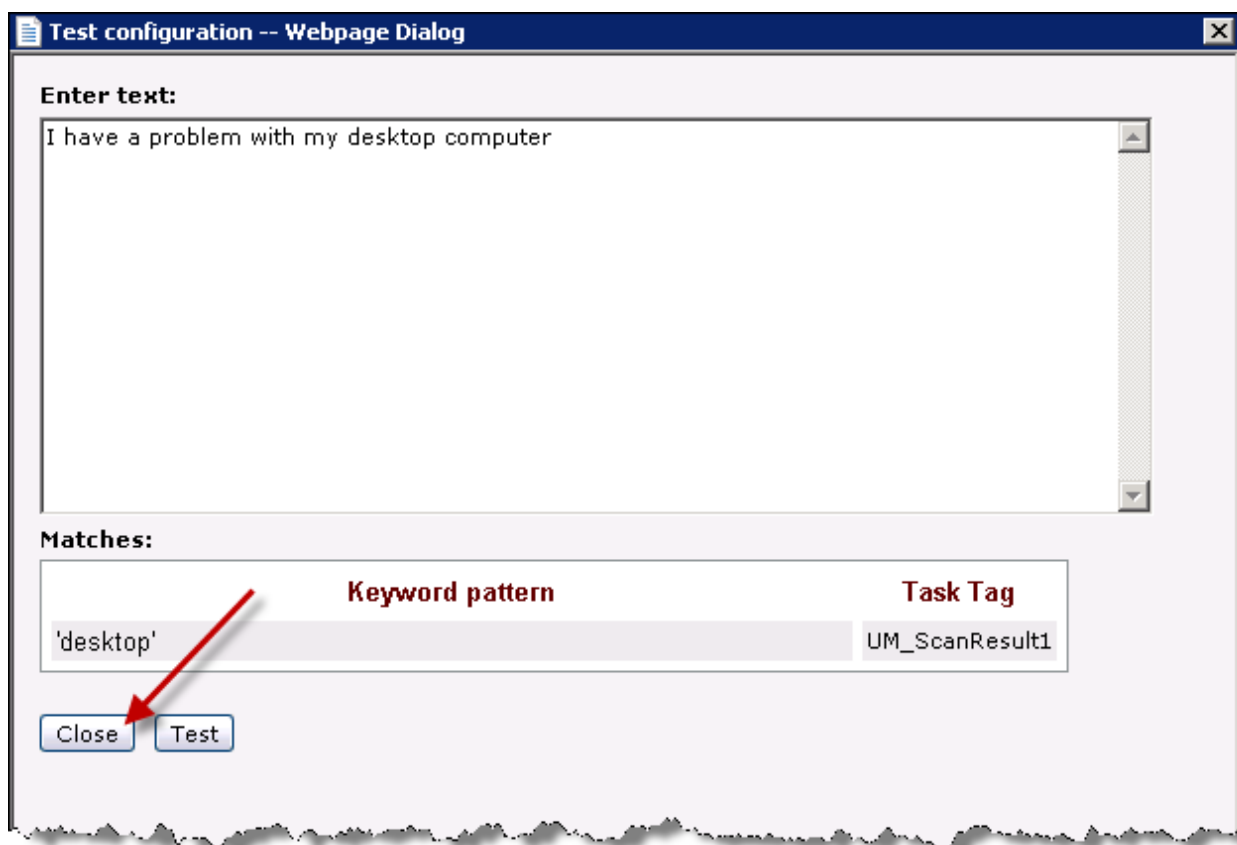 Test configuration -- Webpage Dialog
Enter text:
I have a problem with my desktop computer
Matches:
Keyword pattern Task Tag
'desktop' UM_ScanResult1
Close Test